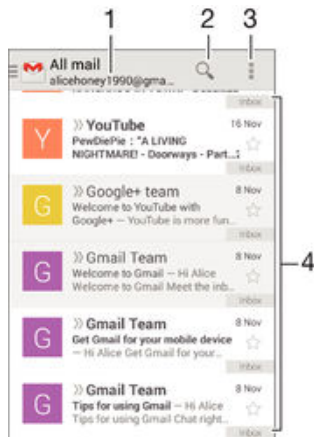 1
2
3
All mail
alicehoney1990@gma...
Inbox
Y
YouTube
16 Nov
PewDiePie : "A LIVING
NIGHTMARE! - Doorways - Part...
Inbox
G
Google+ team
8 Nov
Welcome to YouTube with
Google+ – YouTube is more fun...
Inbox
G
Gmail Team
8 Nov
Welcome to Gmail – Hi Alice
Welcome to Gmail Meet the inb...
Inbox
4
G
Gmail Team
8 Nov
Get Gmail for your mobile device
– Hi Alice Get Gmail for your...
Inbox
G
Gmail Team
8 Nov
Tips for using Gmail – Hi Alice
Tips for using Gmail Chat right...
Inbox